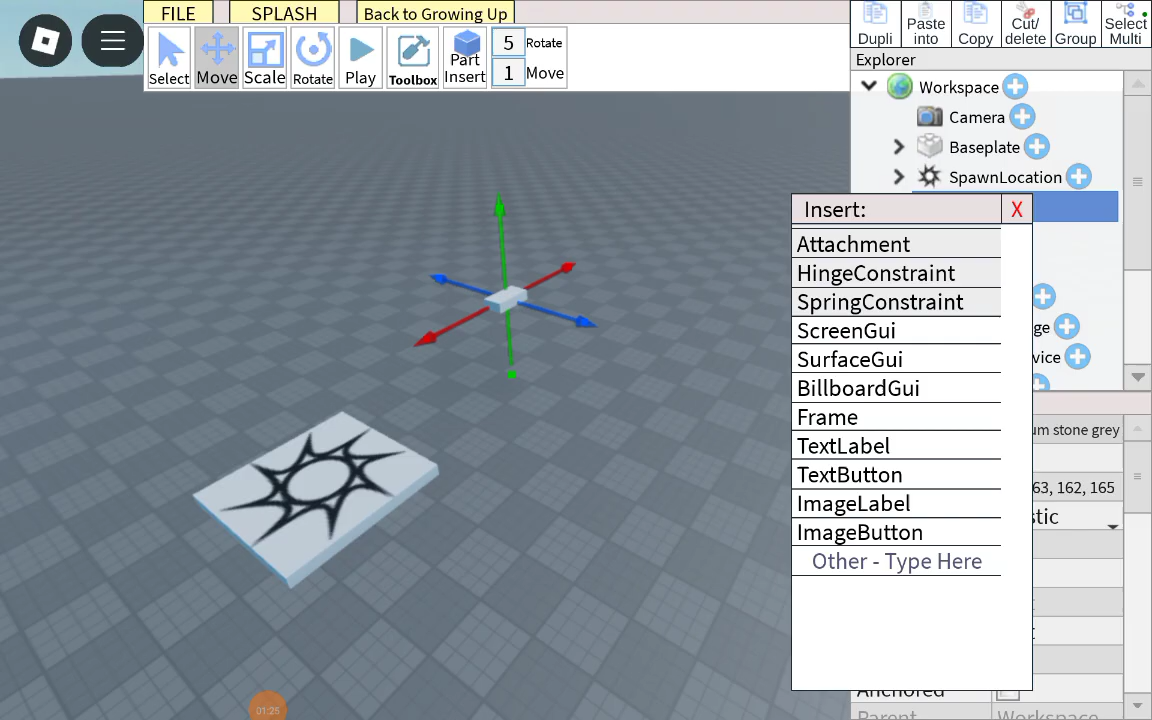 FILE
SPLASH
Back to Growing Up
Select
Move
Scale
Rotate
Play
Toolbox
Part
Insert
5
Rotate
1
Move
Dupli
Paste
into
Copy
Cut/
delete
Group
Select
Multi
Explorer
Workspace
Camera
Baseplate
SpawnLocation
Insert:
X
Attachment
HingeConstraint
SpringConstraint
ScreenGui
SurfaceGui
BillboardGui
Frame
TextLabel
TextButton
ImageLabel
ImageButton
Other - Type Here
ge
vice
um stone grey
63, 162, 165
stic
Anchored
Parent
Workspace
01:25